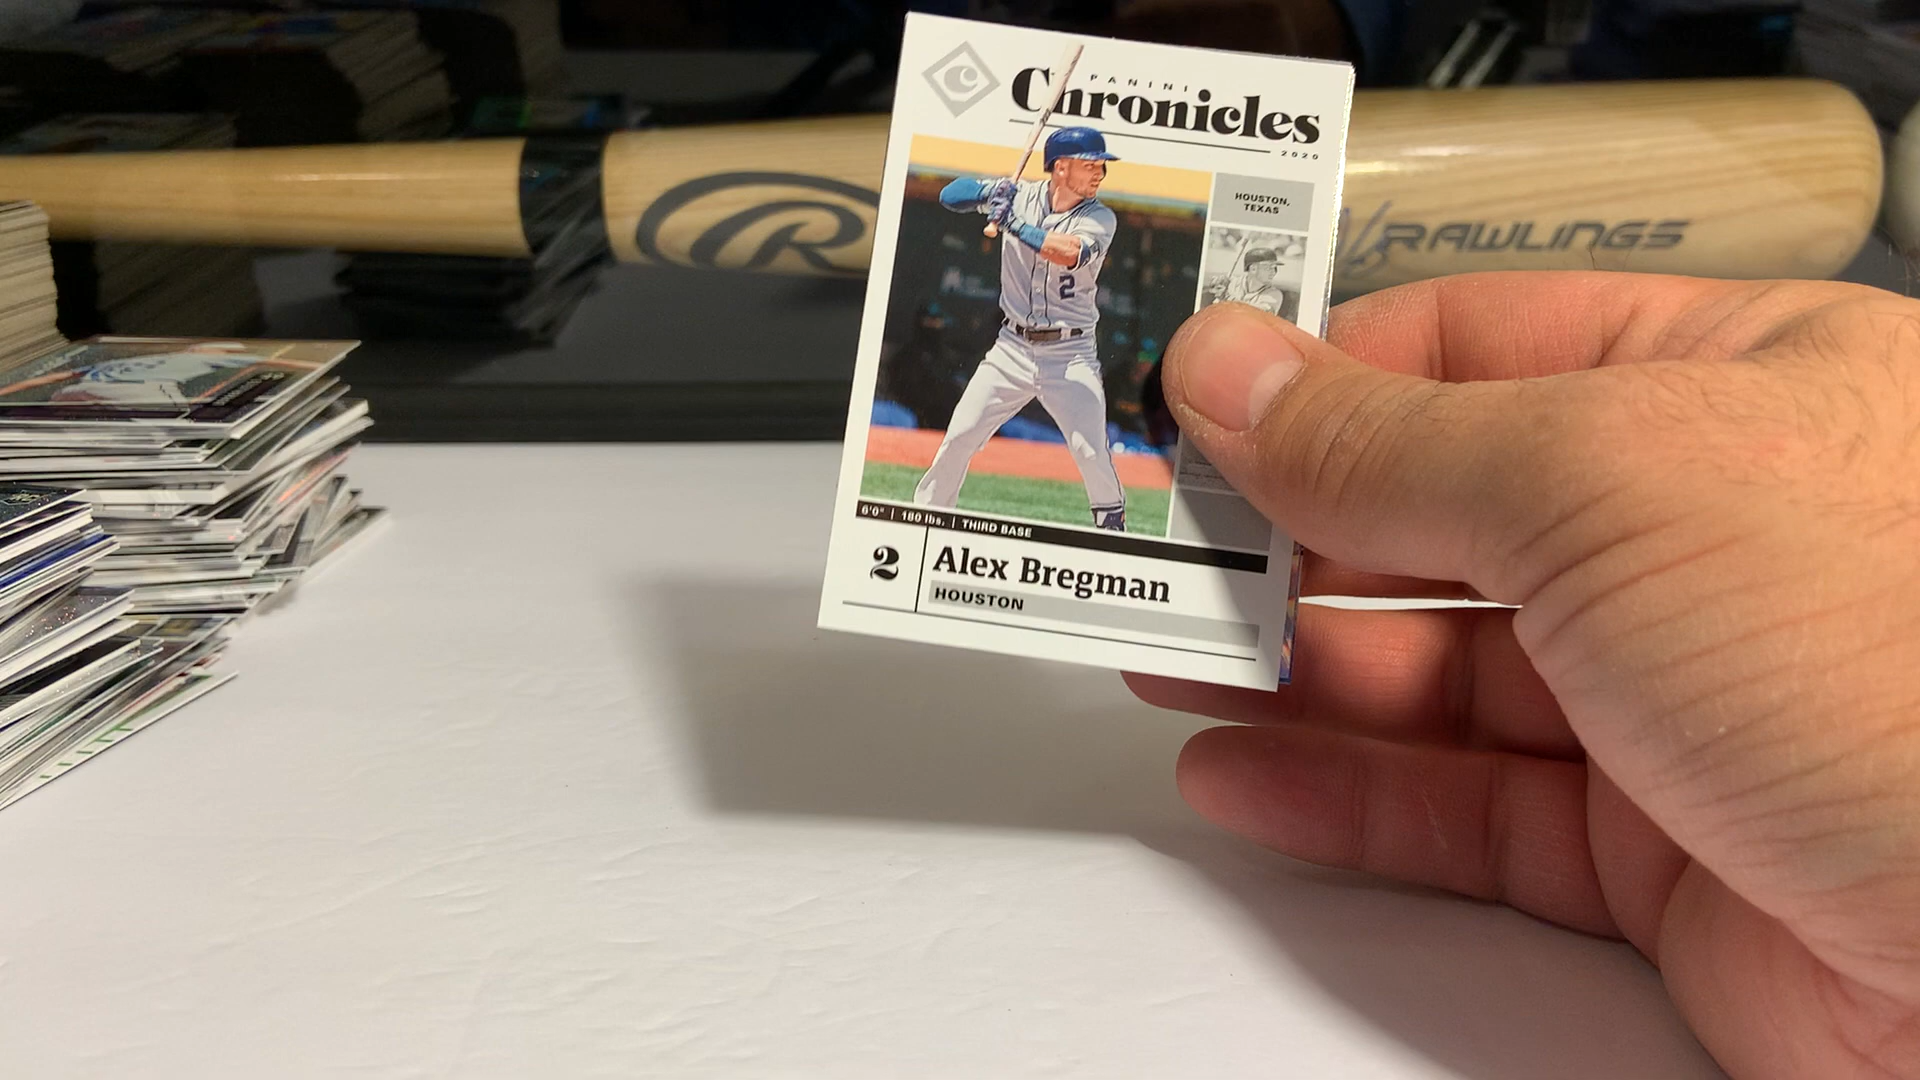 PANINI
Chronicles
2020
HOUSTON,
TEXAS
2
6'0" | 180 lbs. | THIRD BASE
2
Alex Bregman
HOUSTON
R
RAWLINGS
C